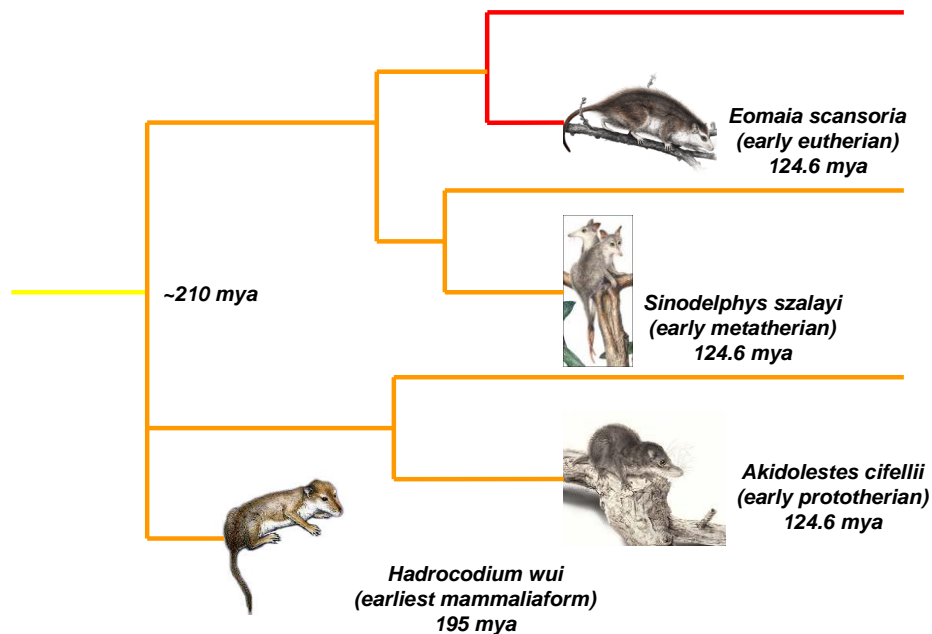 Eomaia scansoria
(early eutherian)
124.6 mya
~210 mya
Sinodelphys szalayi
(early metatherian)
124.6 mya
Akidolestes cifellii
(early prototherian)
124.6 mya
Hadrocodium wui
(earliest mammaliaform)
195 mya